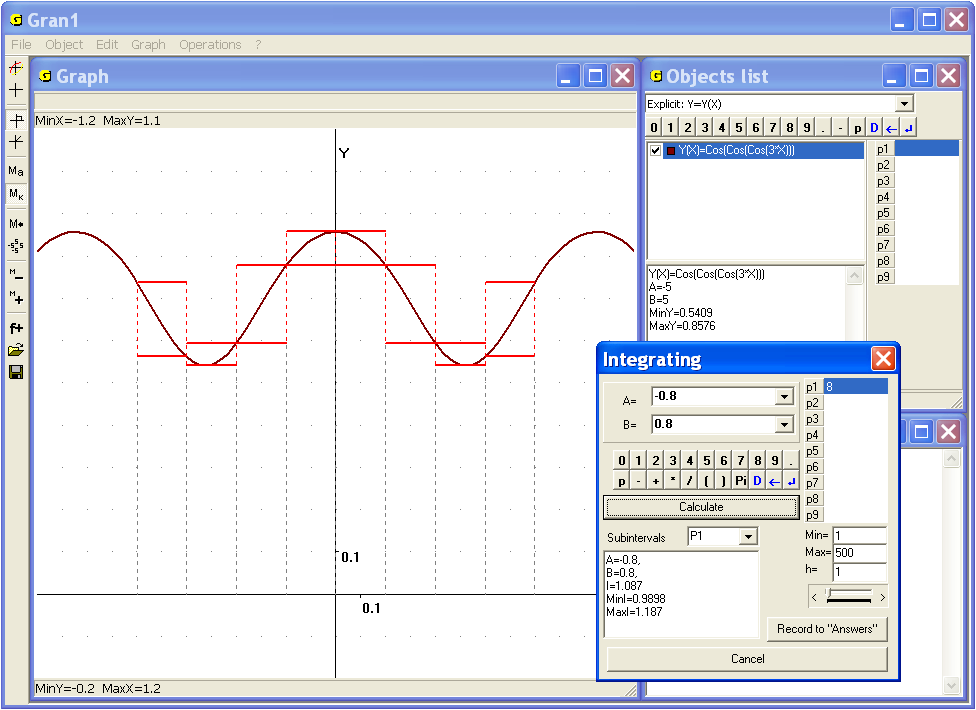 Gran1
File Object Edit Graph Operations ?
Graph
MinX=-1.2 MaxY=1.1
Y
0.1
0.1
MinY=-0.2 MaxX=1.2
Ma
Mк
M
M
M
f+
Objects list
Explicit: Y=Y(X)
0 1 2 3 4 5 6 7 8 9 . - p D ← ↲
Y(X)=Cos(Cos(Cos(3*X)))
p1
p2
p3
p4
p5
p6
p7
p8
p9
Y(X)=Cos(Cos(Cos(3*X)))
A=-5
B=5
MinY=0.5409
MaxY=0.8576
Integrating
A= -0.8
B= 0.8
0 1 2 3 4 5 6 7 8 9 .
p - + * / ( ) Pi D ← ↲
Calculate
Subintervals P1
A=-0.8,
B=0.8,
I=1.087
MinI=0.9898
MaxI=1.187
p1 8
p2
p3
p4
p5
p6
p7
p8
p9
Min= 1
Max= 500
h= 1
< >
Record to "Answers"
Cancel